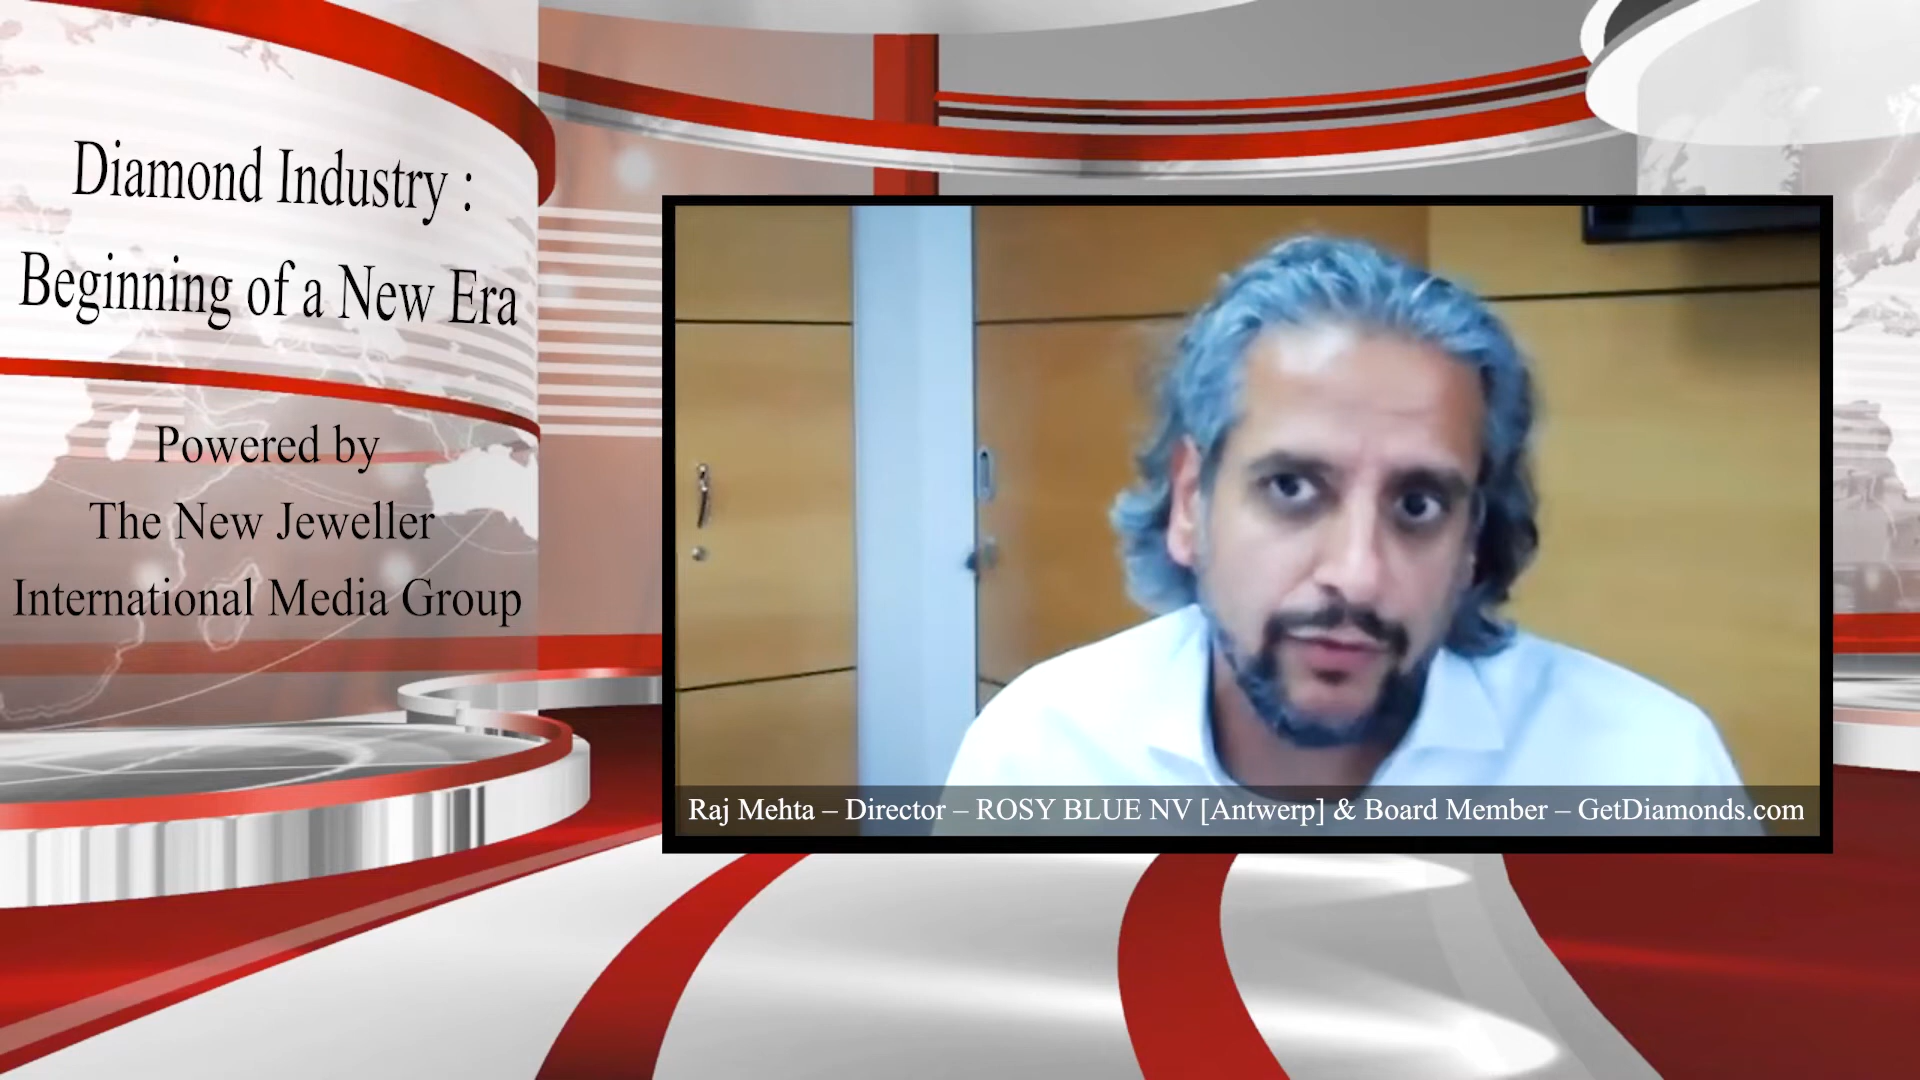 Diamond Industry :
Beginning of a New Era
Powered by
The New Jeweller
International Media Group
Raj Mehta – Director – ROSY BLUE NV [Antwerp] & Board Member – GetDiamonds.com